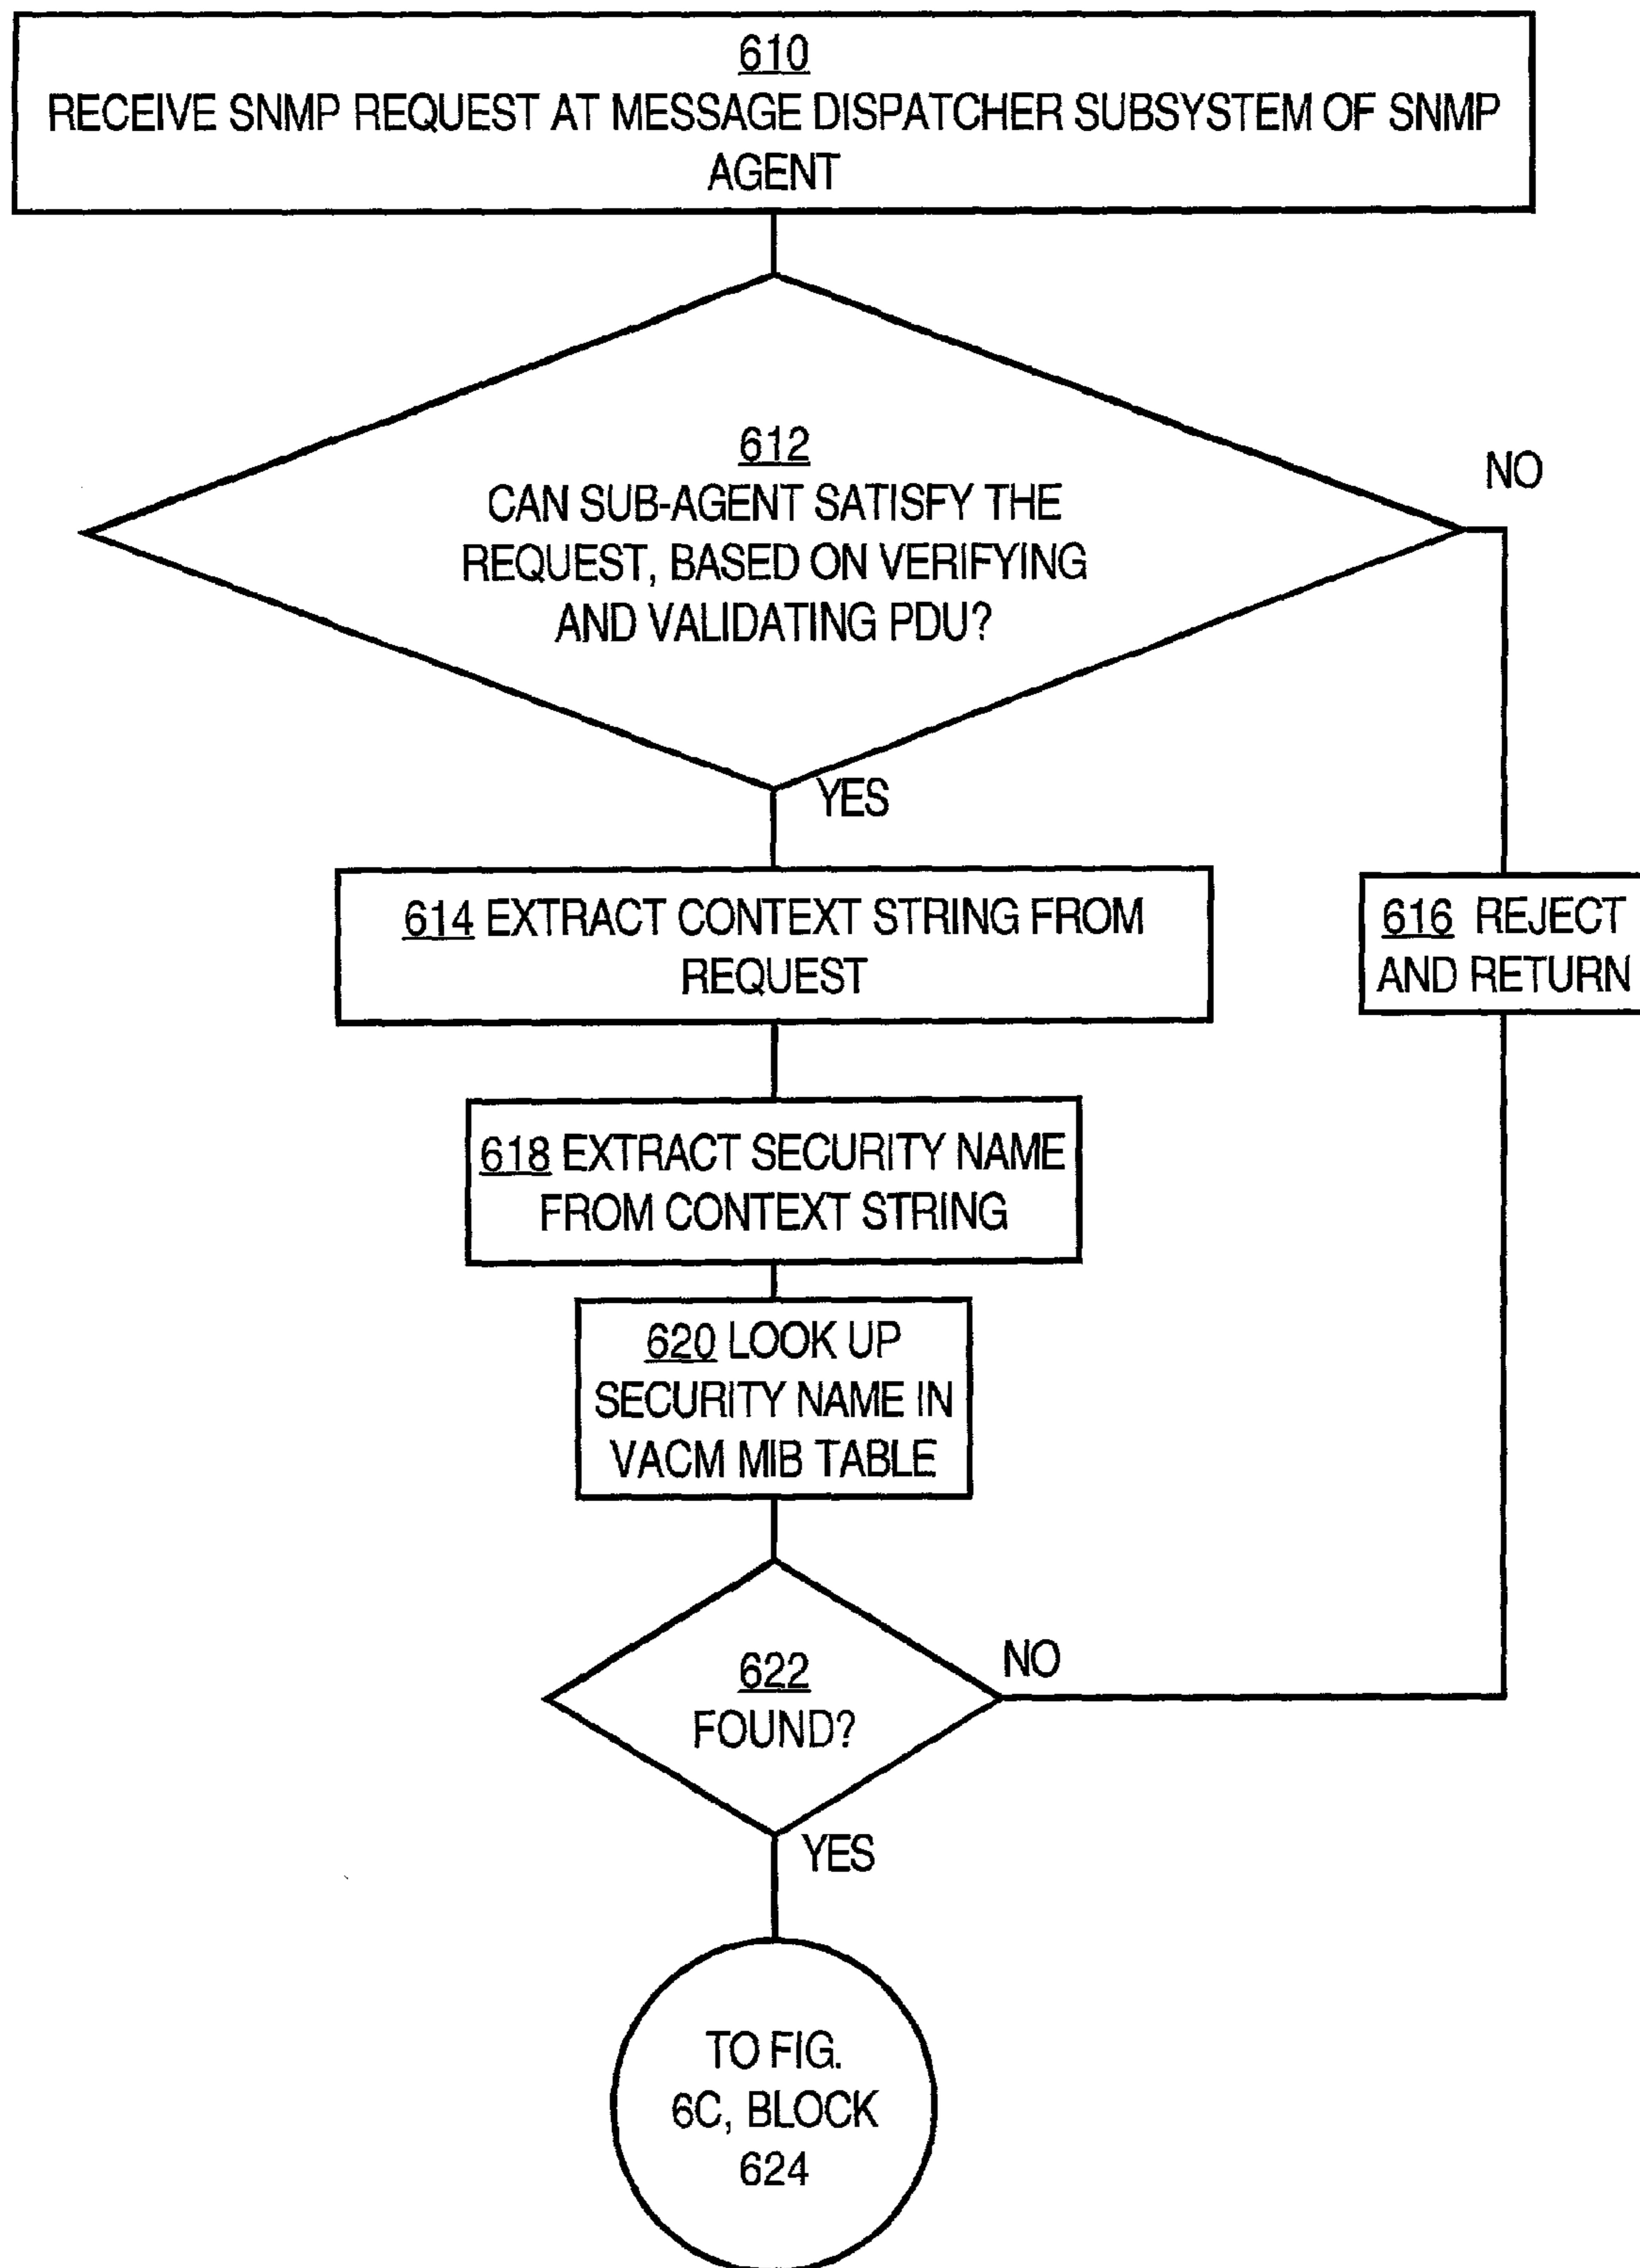 610
RECEIVE SNMP REQUEST AT MESSAGE DISPATCHER SUBSYSTEM OF SNMP
AGENT
612
CAN SUB-AGENT SATISFY THE
REQUEST, BASED ON VERIFYING
AND VALIDATING PDU?
NO
YES
614 EXTRACT CONTEXT STRING FROM
REQUEST
616 REJECT
AND RETURN
618 EXTRACT SECURITY NAME
FROM CONTEXT STRING
620 LOOK UP
SECURITY NAME IN
VACM MIB TABLE
622
FOUND?
NO
YES
TO FIG.
6C, BLOCK
624